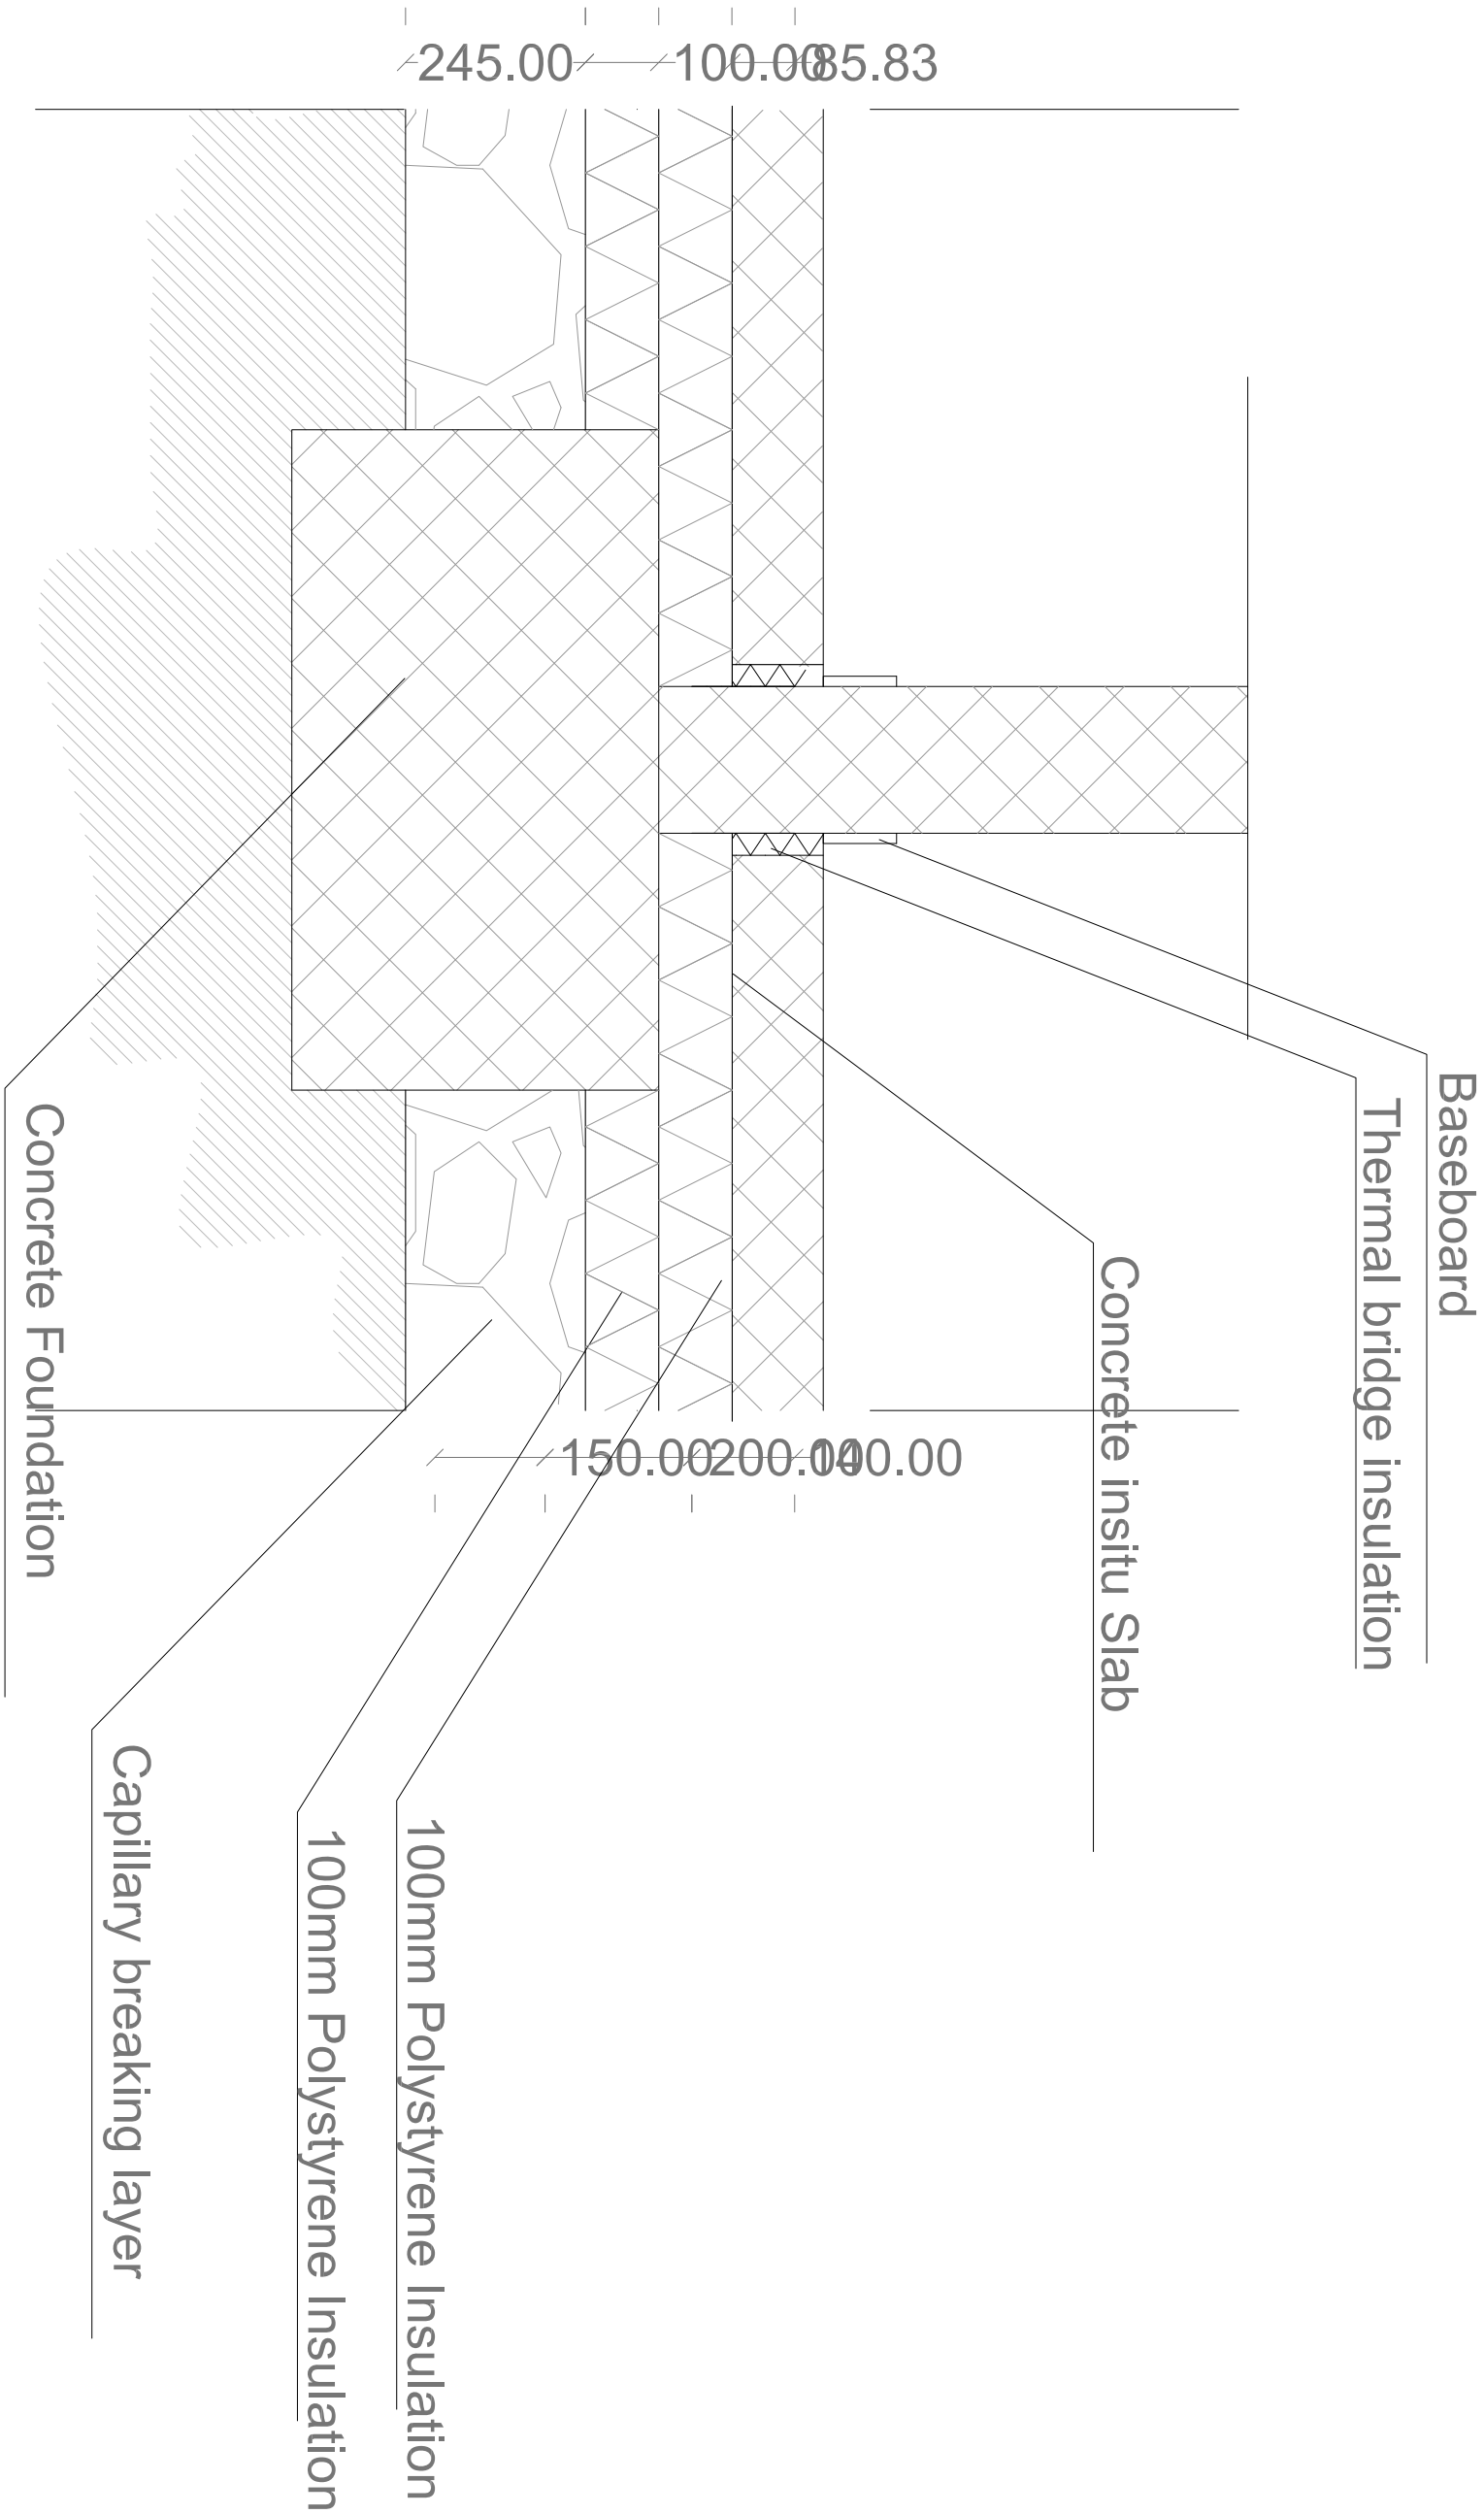 245.00
100.00
85.83
Baseboard
Thermal bridge insulation
Concrete insitu Slab
150.00
200.00
140.00
Concrete Foundation
Capillary breaking layer
100mm Polystyrene Insulation
100mm Polystyrene Insulation